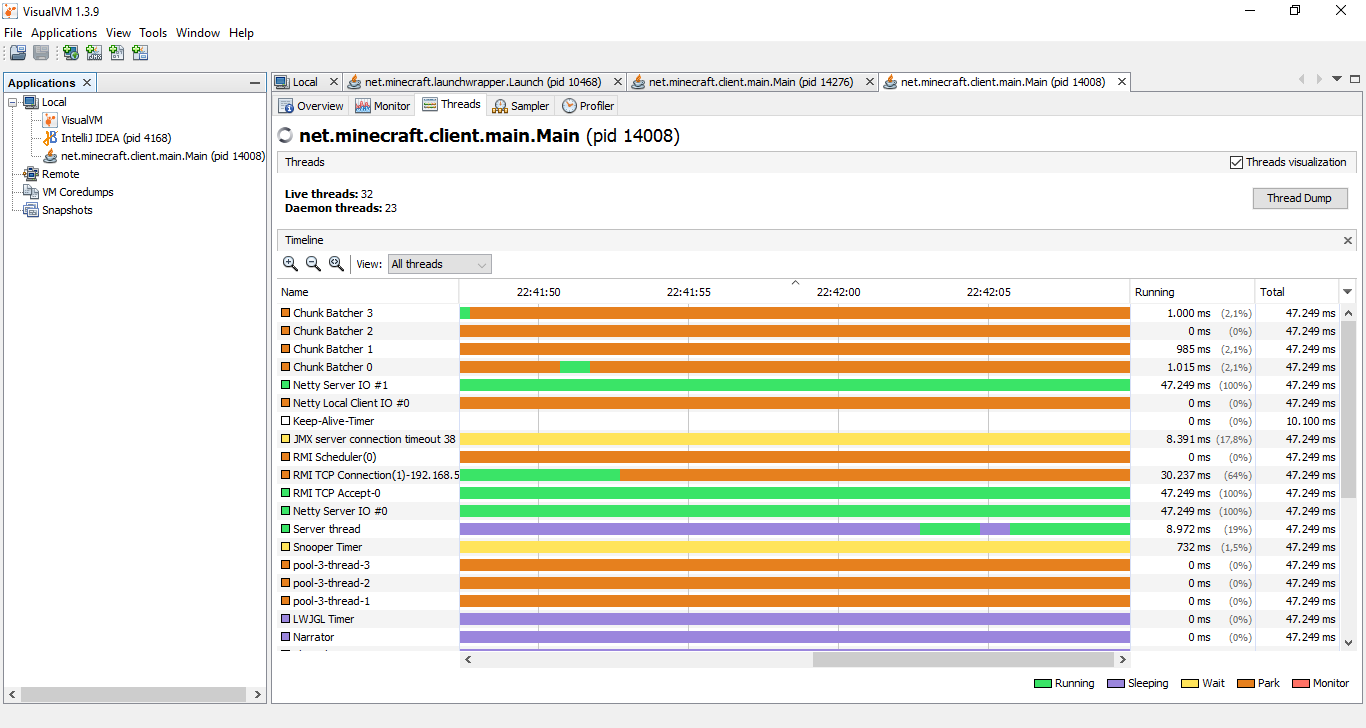 VisualVM 1.3.9
File Applications View Tools Window Help
Applications
Local
VisualVM
IntelliJ IDEA (pid 4168)
net.minecraft.client.main.Main (pid 14008)
Remote
VM Coredumps
Snapshots
Local net.minecraft.launchwrapper.Launch (pid 10468) net.minecraft.client.main.Main (pid 14276) net.minecraft.client.main.Main (pid 14008)
Overview Monitor Threads Sampler Profiler
net.minecraft.client.main.Main (pid 14008)
Threads Threads visualization
Live threads: 32
Daemon threads: 23
Thread Dump
Timeline
View: All threads
Name 22:41:50 22:41:55 22:42:00 22:42:05 Running Total
Chunk Batcher 3 1.000 ms (2,1%) 47.249 ms
Chunk Batcher 2 0 ms (0%) 47.249 ms
Chunk Batcher 1 985 ms (2,1%) 47.249 ms
Chunk Batcher 0 1.015 ms (2,1%) 47.249 ms
Netty Server IO #1 47.249 ms (100%) 47.249 ms
Netty Local Client IO #0 0 ms (0%) 47.249 ms
Keep-Alive-Timer 0 ms (0%) 10.100 ms
JMX server connection timeout 38 8.391 ms (17,8%) 47.249 ms
RMI Scheduler(0) 0 ms (0%) 47.249 ms
RMI TCP Connection(1)-192.168.5 30.237 ms (64%) 47.249 ms
RMI TCP Accept-0 47.249 ms (100%) 47.249 ms
Netty Server IO #0 47.249 ms (100%) 47.249 ms
Server thread 8.972 ms (19%) 47.249 ms
Snooper Timer 732 ms (1,5%) 47.249 ms
pool-3-thread-3 0 ms (0%) 47.249 ms
pool-3-thread-2 0 ms (0%) 47.249 ms
pool-3-thread-1 0 ms (0%) 47.249 ms
LWJGL Timer 0 ms (0%) 47.249 ms
Narrator 0 ms (0%) 47.249 ms
Running Sleeping Wait Park Monitor